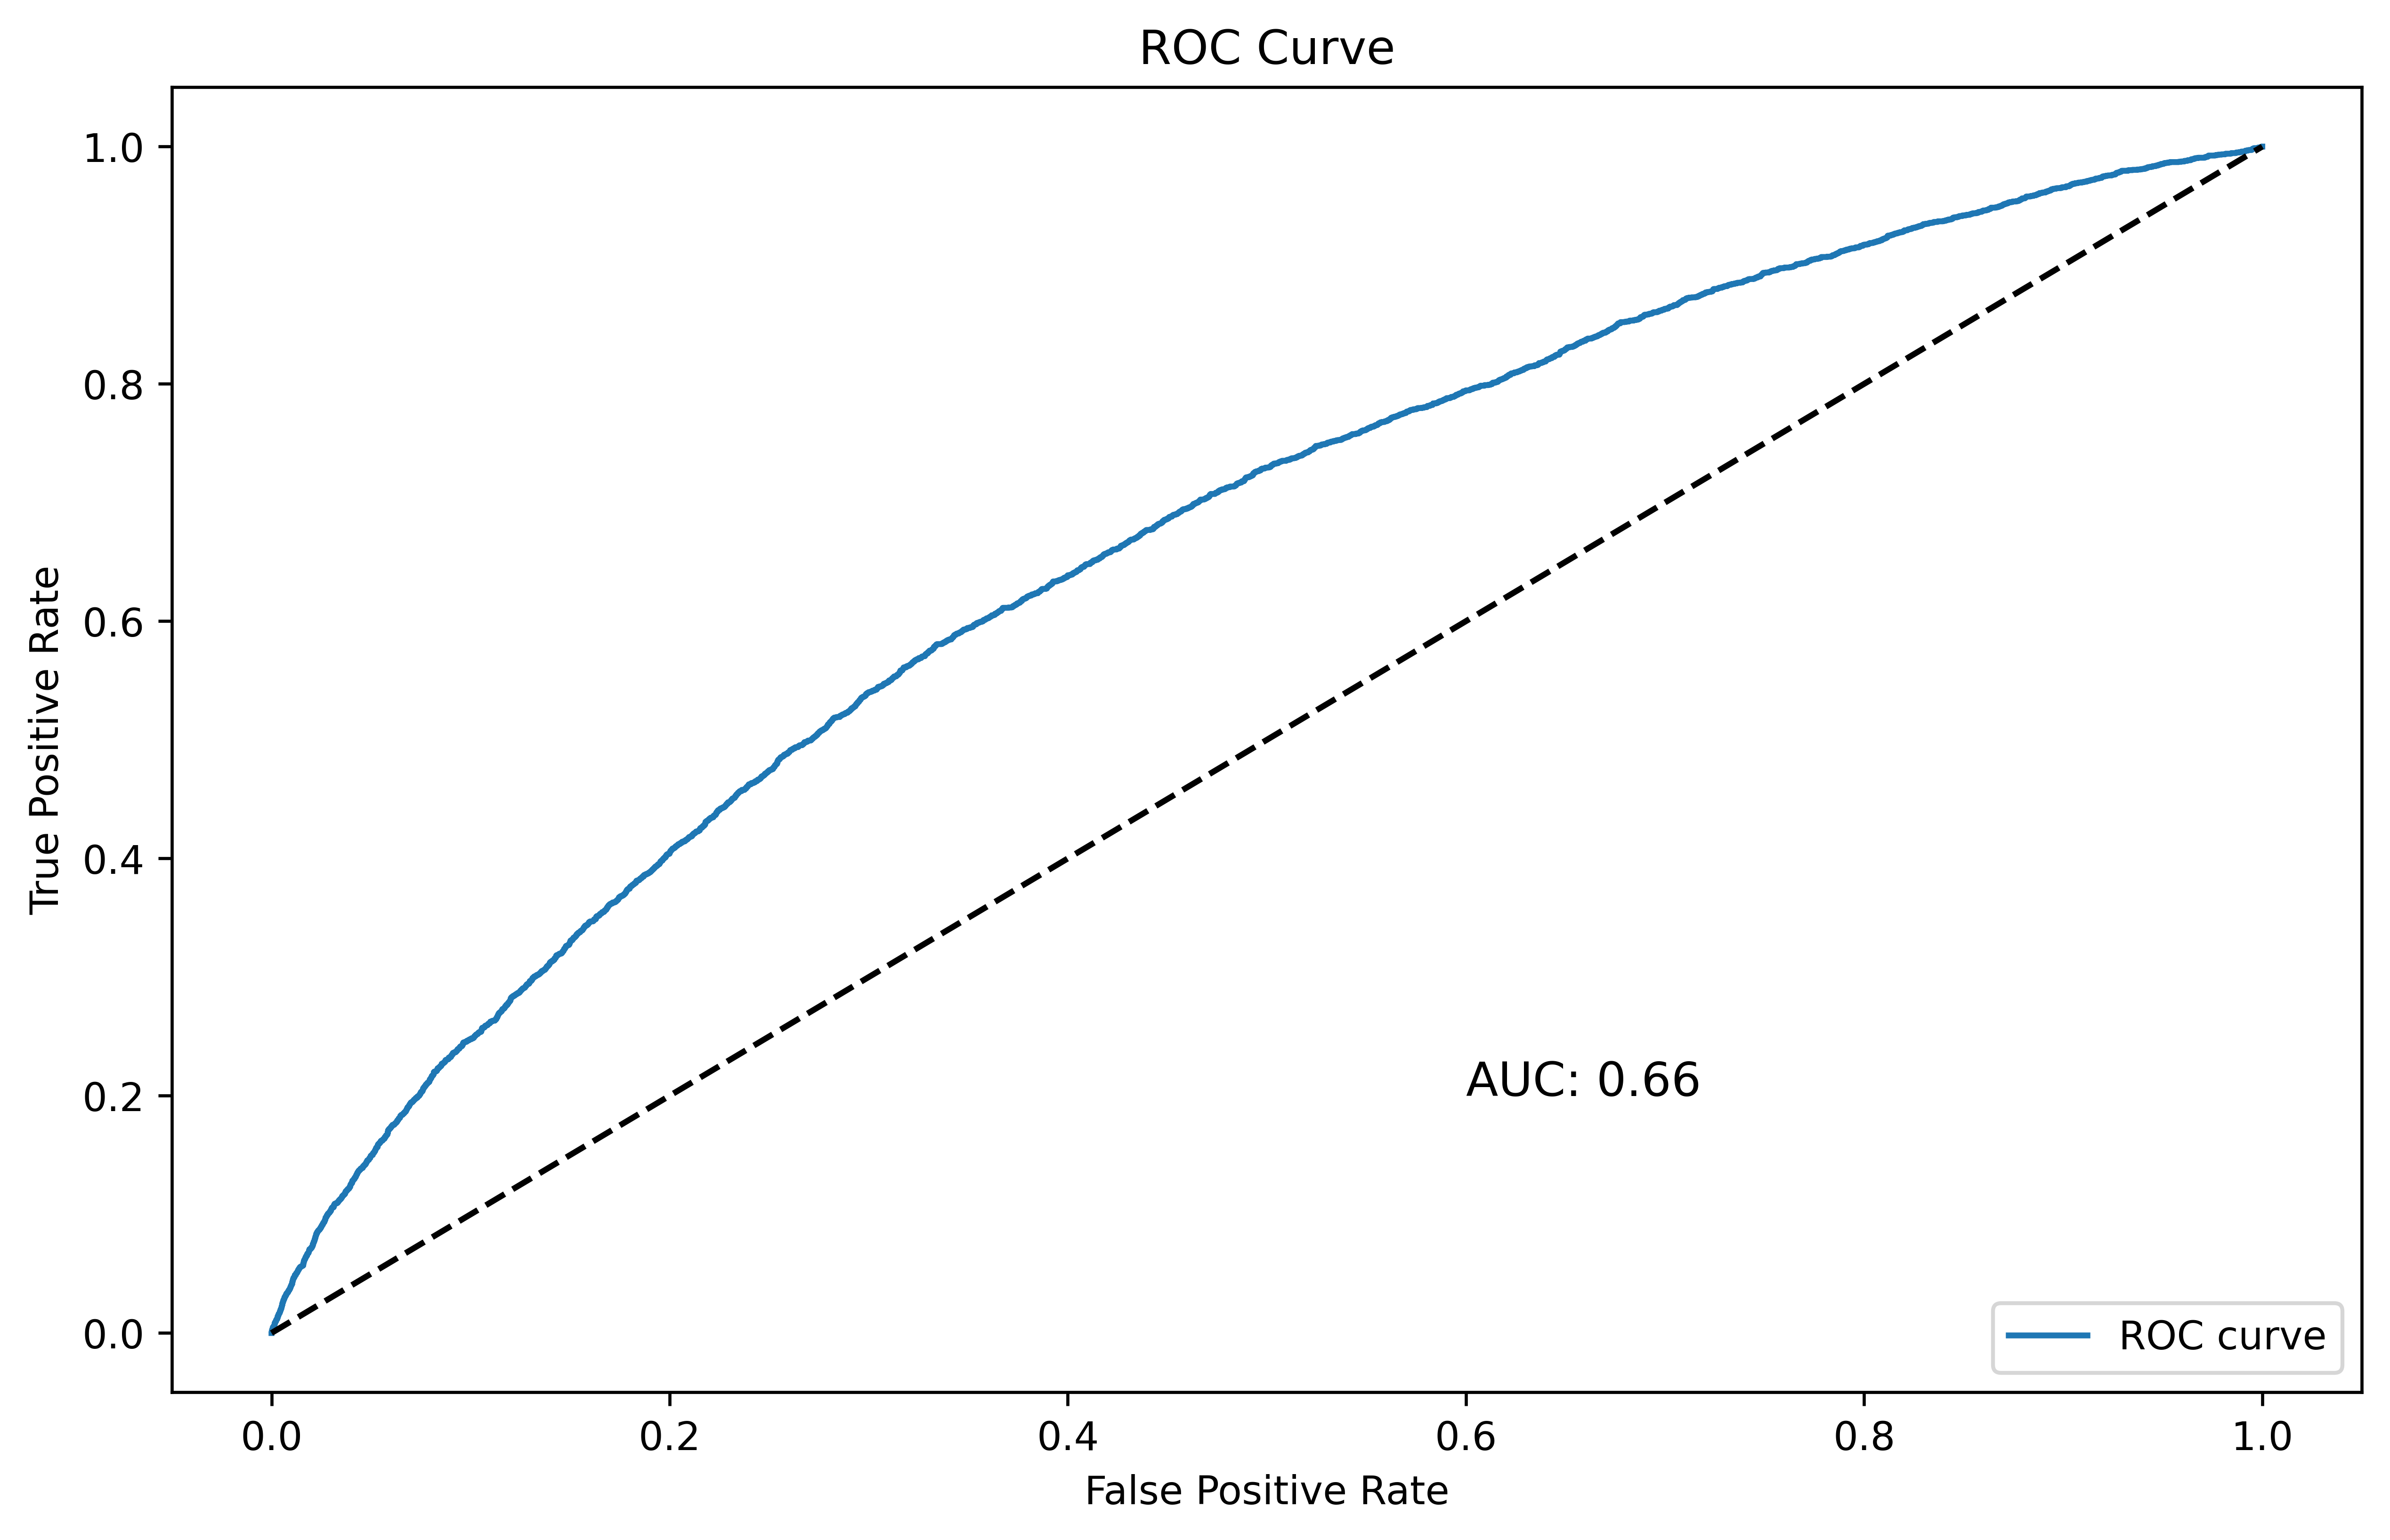 ROC Curve
True Positive Rate
1.0
0.8
0.6
0.4
0.2
0.0
AUC: 0.66
ROC curve
0.0 0.2 0.4 0.6 0.8 1.0
False Positive Rate